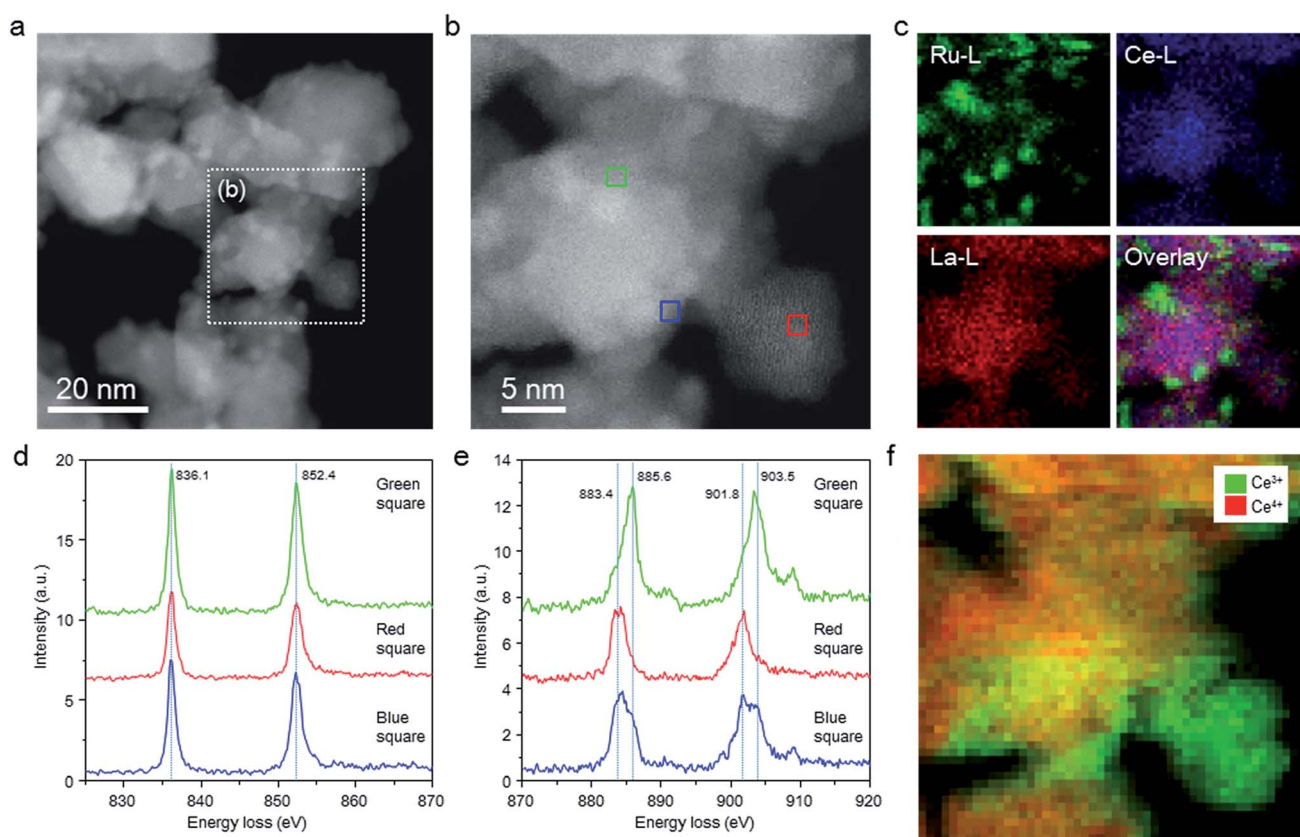 a
(b)
20 nm
b
5 nm
c
Ru-L
Ce-L
La-L
Overlay
d
20
15
10
5
0
Intensity (a.u.)
836.1
852.4
Green
square
Red
square
Blue
square
830
840
850
860
870
Energy loss (eV)
e
14
12
10
8
6
4
2
0
Intensity (a.u.)
883.4
885.6
901.8
903.5
Green
square
Red
square
Blue
square
870
880
890
900
910
920
Energy loss (eV)
f
Ce³⁺
Ce⁴⁺